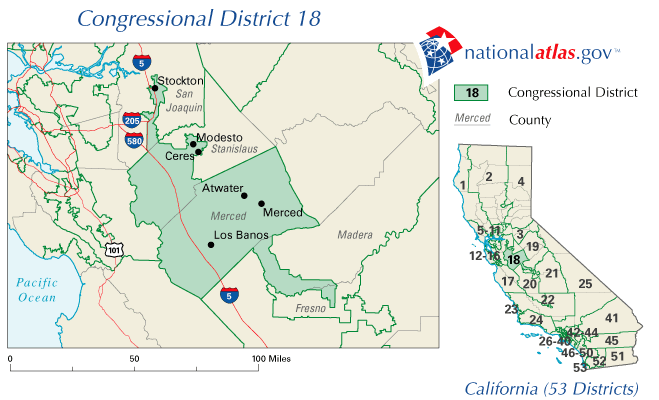 Congressional District 18
nationalatlas.gov™
18 Congressional District
Merced County
5
Stockton
San
Joaquin
205
580
Modesto
Ceres
Stanislaus
Atwater
Merced
Merced
Los Banos
Madera
101
Pacific
Ocean
5
Fresno
0 50 100 Miles
1
2
4
5-11
3
19
12-16
18
21
17
20
25
22
23
24
41
42-44
26-40
45
46-50
51
52
53
California (53 Districts)